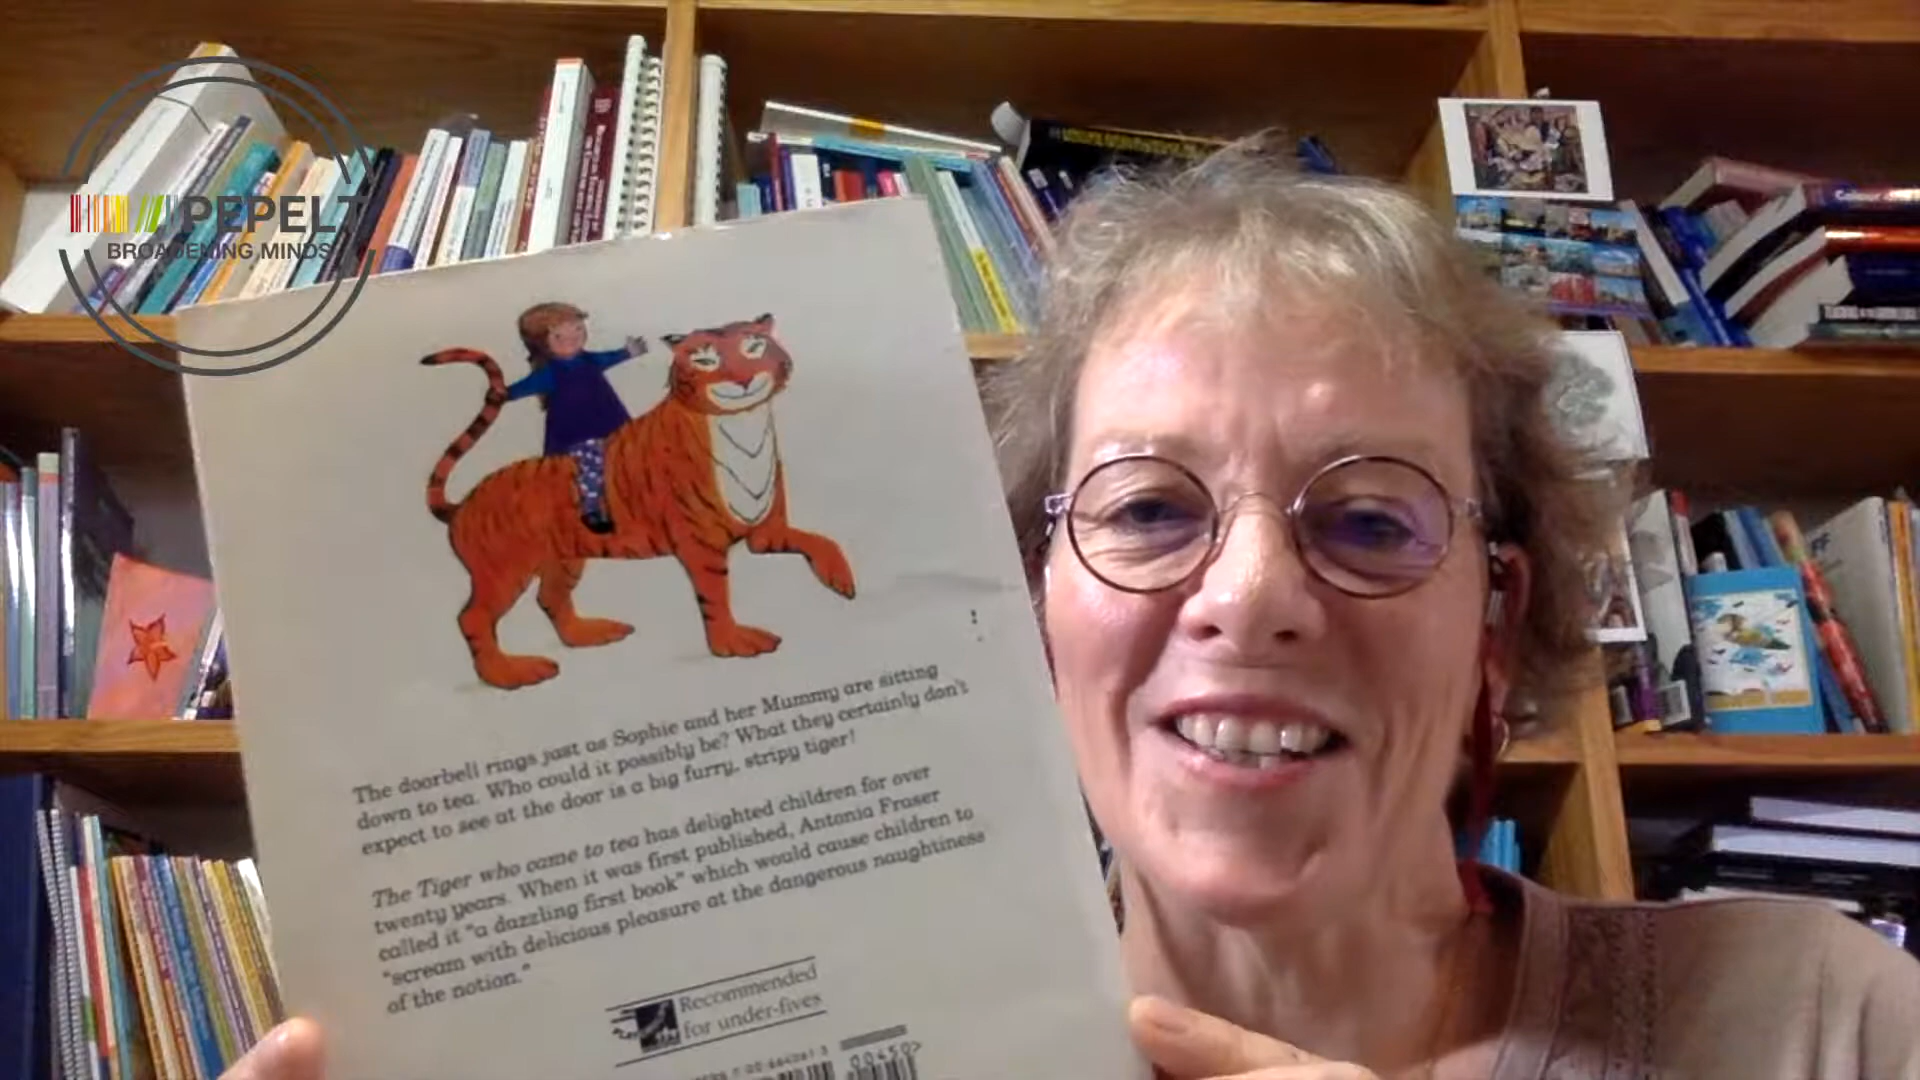 PEPELT
BROADENING MINDS
The doorbell rings just as Sophie and her Mummy are sitting
down to tea. Who could it possibly be? What they certainly don't
expect to see at the door is a big furry, stripy tiger!
The Tiger who came to tea has delighted children for over
twenty years. When it was first published, Antonia Fraser
called it "a dazzling first book" which would cause children to
"scream with delicious pleasure at the dangerous naughtiness
of the notion."
Recommended
for under-fives
00450>